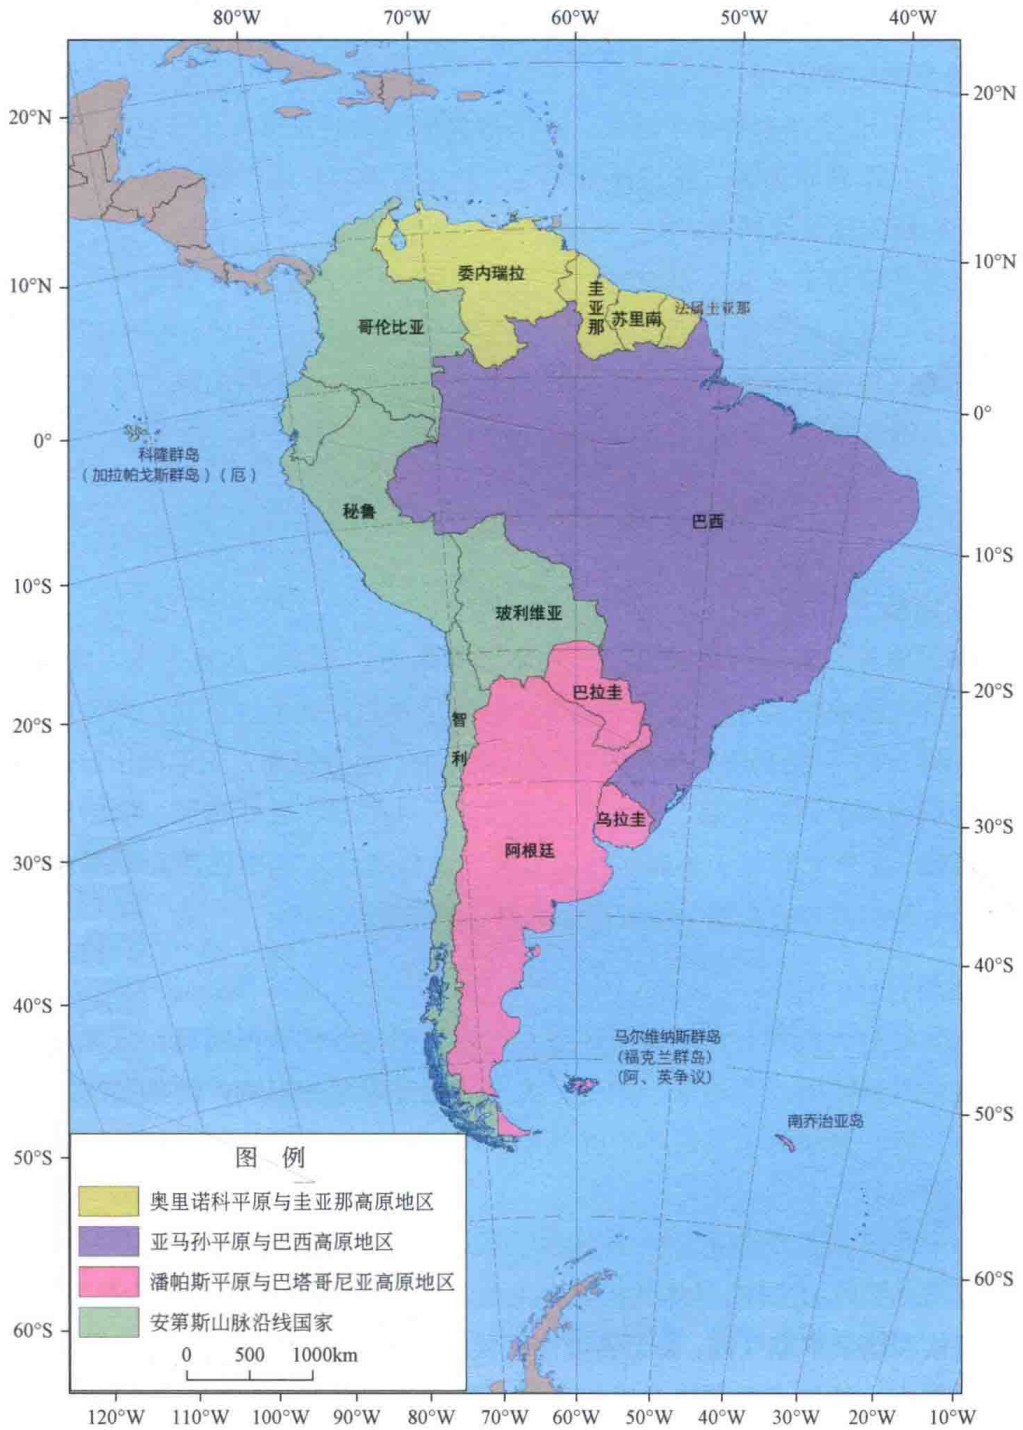 80°W 70°W 60°W 50°W 40°W
20°N 20°N
10°N 10°N
委内瑞拉
圭亚那
苏里南
法属圭亚那
哥伦比亚
0° 0°
科隆群岛
（加拉帕戈斯群岛）（厄）
秘鲁
巴西
10°S 10°S
玻利维亚
巴拉圭
20°S 20°S
智利
乌拉圭
30°S 30°S
阿根廷
40°S 40°S
马尔维纳斯群岛
（福克兰群岛）
（阿、英争议）
南乔治亚岛
50°S 50°S
图 例
奥里诺科平原与圭亚那高原地区
亚马孙平原与巴西高原地区
潘帕斯平原与巴塔哥尼亚高原地区
安第斯山脉沿线国家
0 500 1000km
60°S 60°S
120°W 110°W 100°W 90°W 80°W 70°W 60°W 50°W 40°W 30°W 20°W 10°W